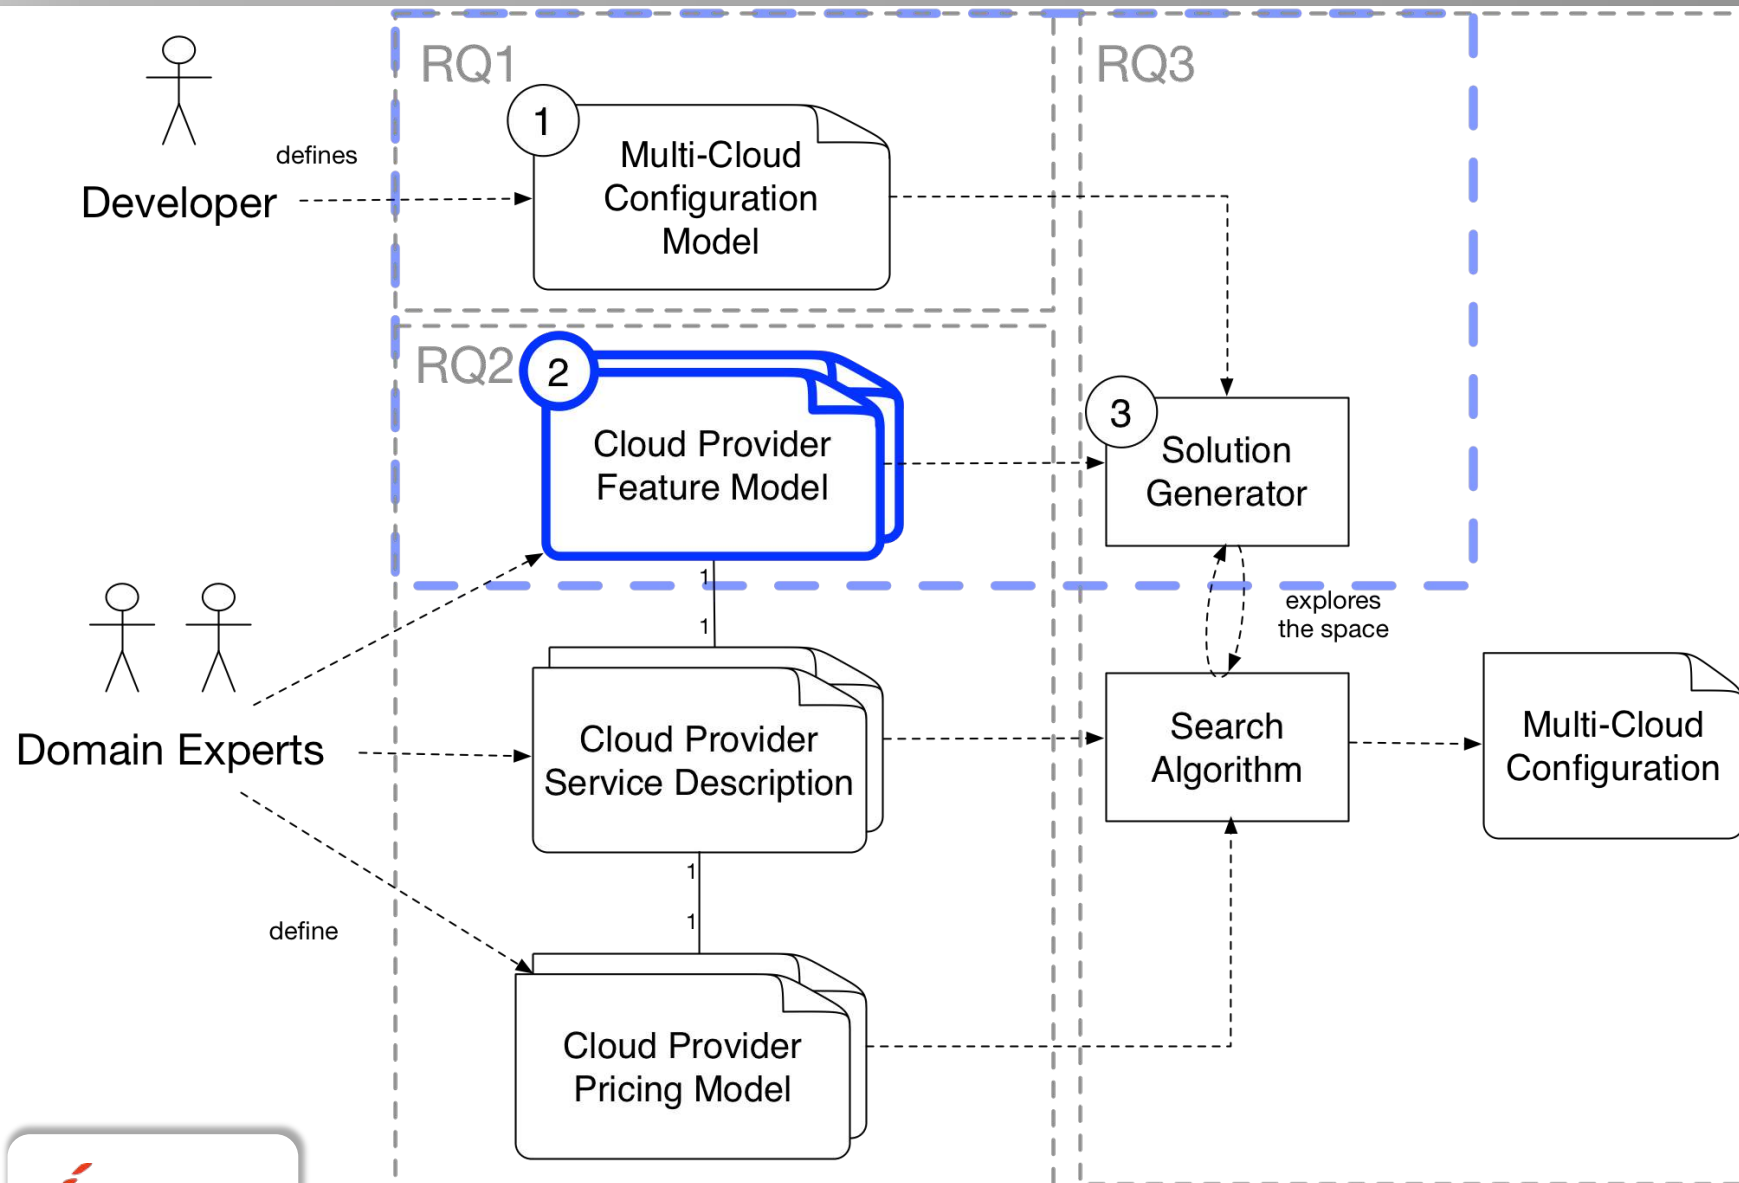 RQ1
RQ3
1
Multi-Cloud
Configuration
Model
defines
Developer
RQ2
2
Cloud Provider
Feature Model
3
Solution
Generator
1
1
explores
the space
Domain Experts
Cloud Provider
Service Description
Search
Algorithm
Multi-Cloud
Configuration
1
1
define
Cloud Provider
Pricing Model